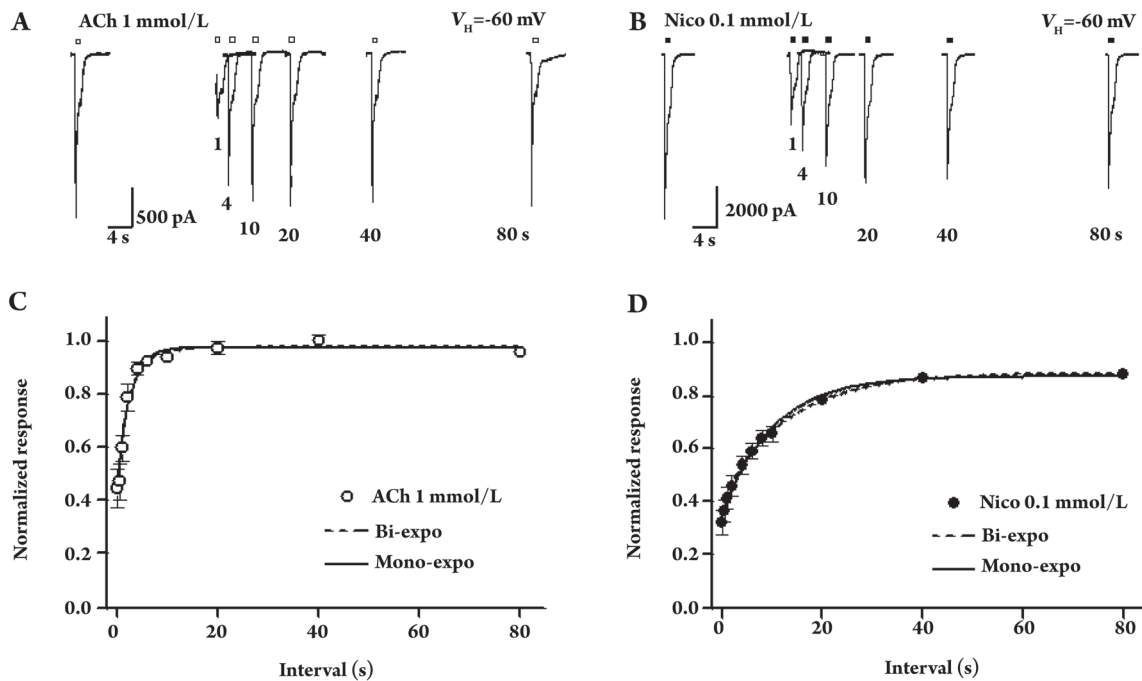 A
ACh 1 mmol/L
V_H=-60 mV
1
4
10
20
40
80 s
500 pA
4 s
B
Nico 0.1 mmol/L
V_H=-60 mV
1
4
10
20
40
80 s
2000 pA
4 s
C
Normalized response
1.0
0.8
0.6
0.4
0.2
0.0
0
20
40
60
80
Interval (s)
ACh 1 mmol/L
Bi-expo
Mono-expo
D
Normalized response
1.0
0.8
0.6
0.4
0.2
0.0
0
20
40
60
80
Interval (s)
Nico 0.1 mmol/L
Bi-expo
Mono-expo